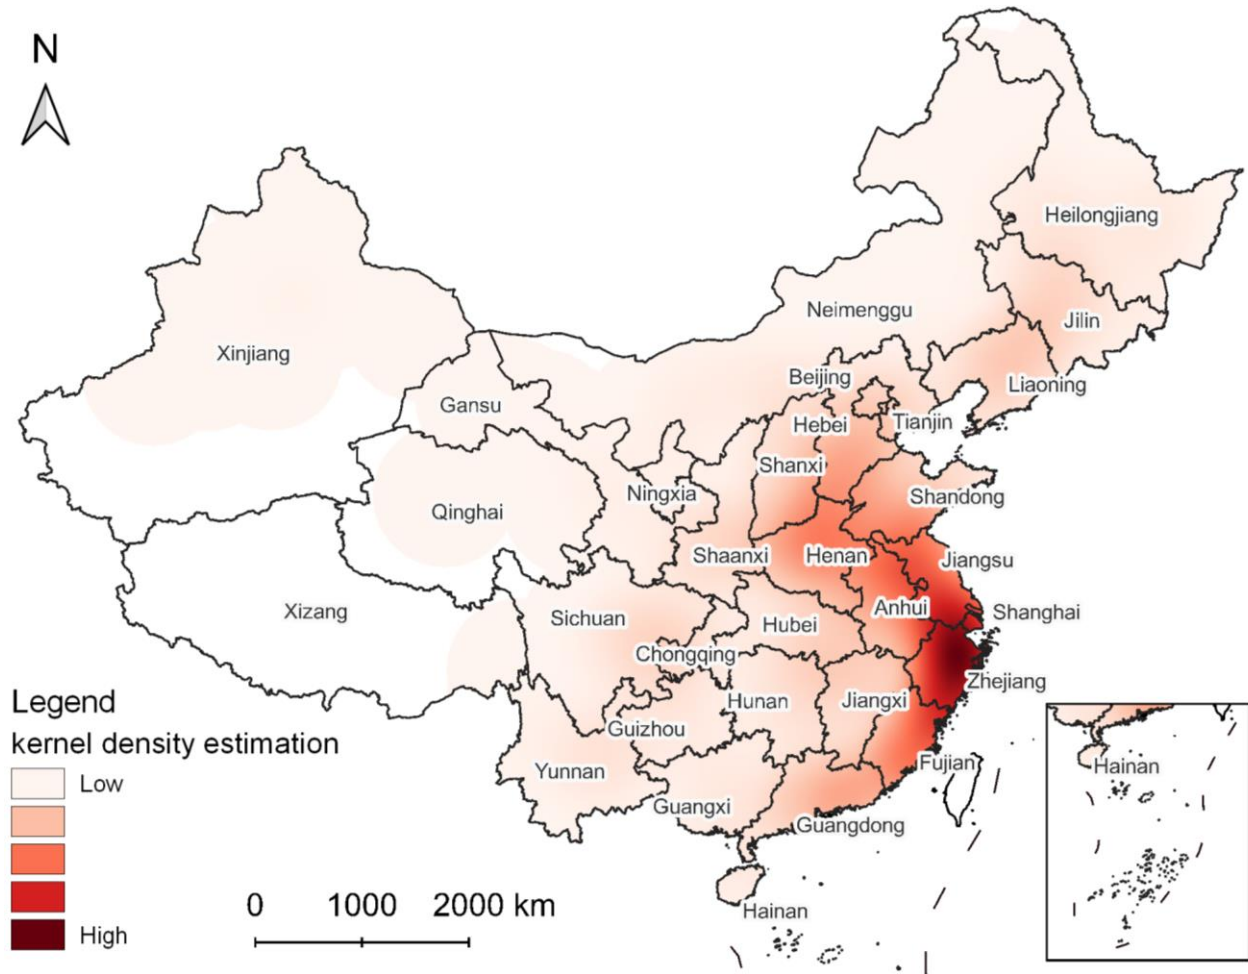 N
Heilongjiang
Neimenggu
Jilin
Xinjiang
Beijing
Liaoning
Gansu
Hebei
Tianjin
Shanxi
Ningxia
Shandong
Qinghai
Shaanxi
Henan
Jiangsu
Xizang
Sichuan
Anhui
Shanghai
Hubei
Chongqing
Zhejiang
Hunan
Jiangxi
Guizhou
Yunnan
Fujian
Guangxi
Guangdong
Hainan
Hainan
Legend
kernel density estimation
Low
High
0 1000 2000 km